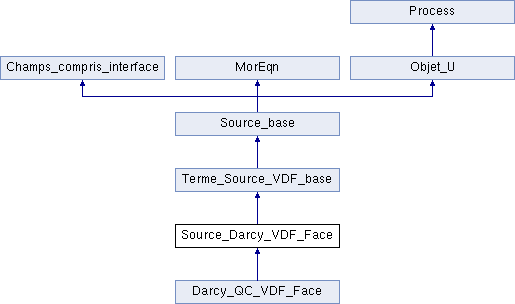 Process
Champs_compris_interface
MorEqn
Objet_U
Source_base
Terme_Source_VDF_base
Source_Darcy_VDF_Face
Darcy_QC_VDF_Face